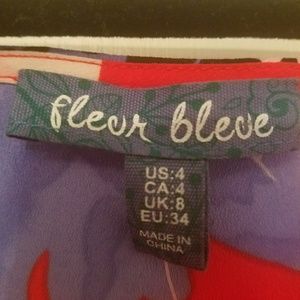 fleur bleue
US:4
CA:4
UK:8
EU:34
MADE IN
CHINA